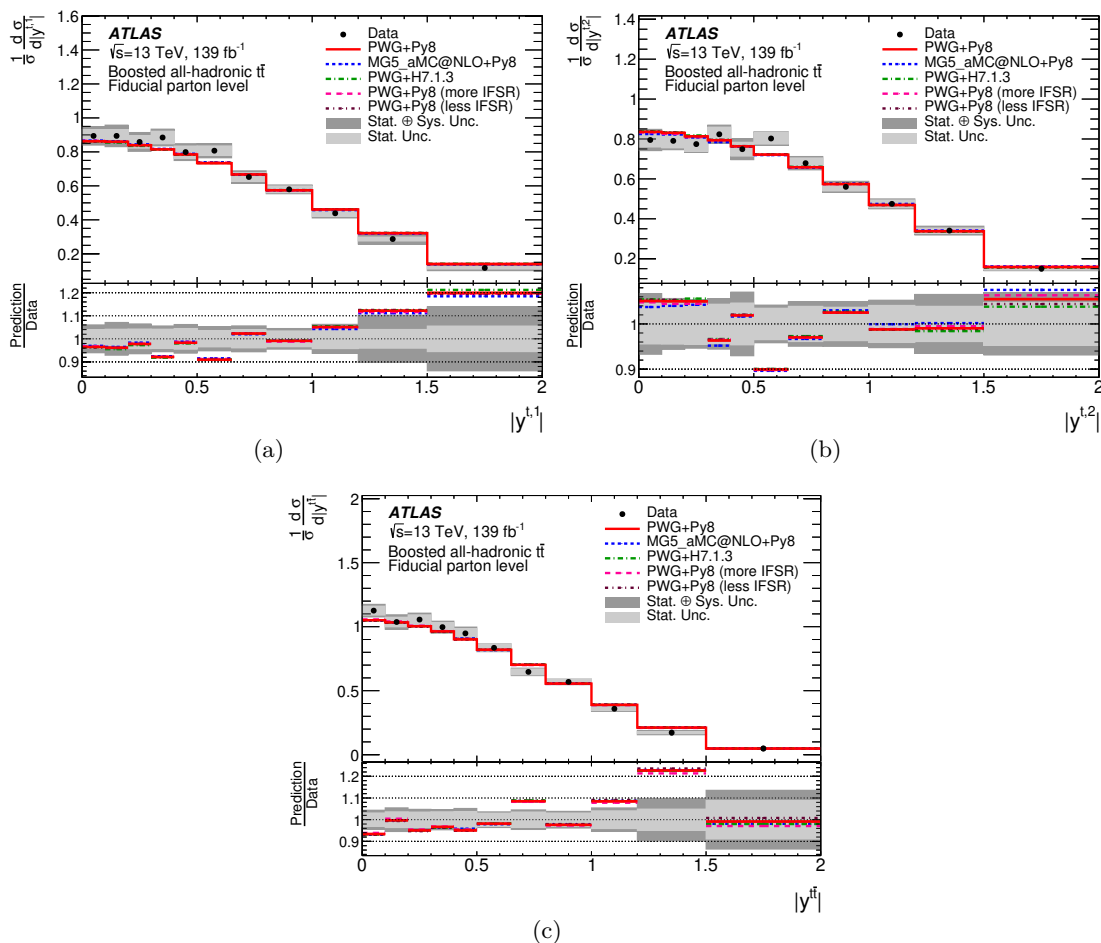 1/σ d σ/d|y^{t,1}|
1.6
1.4
1.2
1.0
0.8
0.6
0.4
0.2
ATLAS
√s=13 TeV, 139 fb⁻¹
Boosted all-hadronic tt̄
Fiducial parton level
Data
PWG+Py8
MG5_aMC@NLO+Py8
PWG+H7.1.3
PWG+Py8 (more IFSR)
PWG+Py8 (less IFSR)
Stat. ⊕ Sys. Unc.
Stat. Unc.
Prediction/Data
1.2
1.1
1.0
0.9
0 0.5 1 1.5 2
|y^{t,1}|
(a)
1/σ d σ/d|y^{t,2}|
1.4
1.2
1.0
0.8
0.6
0.4
0.2
ATLAS
√s=13 TeV, 139 fb⁻¹
Boosted all-hadronic tt̄
Fiducial parton level
Data
PWG+Py8
MG5_aMC@NLO+Py8
PWG+H7.1.3
PWG+Py8 (more IFSR)
PWG+Py8 (less IFSR)
Stat. ⊕ Sys. Unc.
Stat. Unc.
Prediction/Data
1.0
0.9
0 0.5 1 1.5 2
|y^{t,2}|
(b)
1/σ d σ/d|y^{tt̄}|
2
1.5
1
0.5
0
ATLAS
√s=13 TeV, 139 fb⁻¹
Boosted all-hadronic tt̄
Fiducial parton level
Data
PWG+Py8
MG5_aMC@NLO+Py8
PWG+H7.1.3
PWG+Py8 (more IFSR)
PWG+Py8 (less IFSR)
Stat. ⊕ Sys. Unc.
Stat. Unc.
Prediction/Data
1.2
1.1
1.0
0.9
0 0.5 1 1.5 2
|y^{tt̄}|
(c)